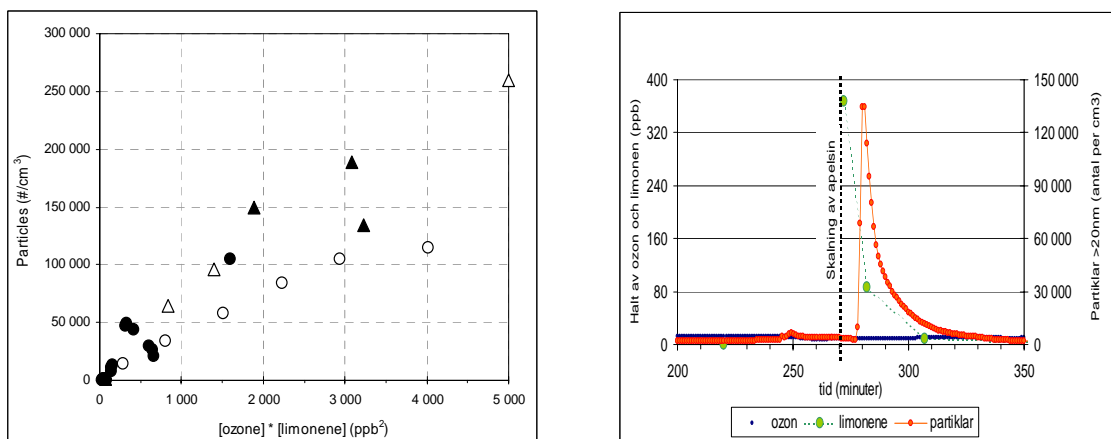 300 000
250 000
200 000
150 000
100 000
50 000
0
Particles (#/cm³)
0 1 000 2 000 3 000 4 000 5 000
[ozone] * [limonene] (ppb²)
400
320
240
160
80
0
Halt av ozon och limonen (ppb)
Skalning av apelsin
150 000
120 000
90 000
60 000
30 000
0
Partiklar >20nm (antal per cm3)
200 250 300 350
tid (minuter)
ozon limonene partiklar